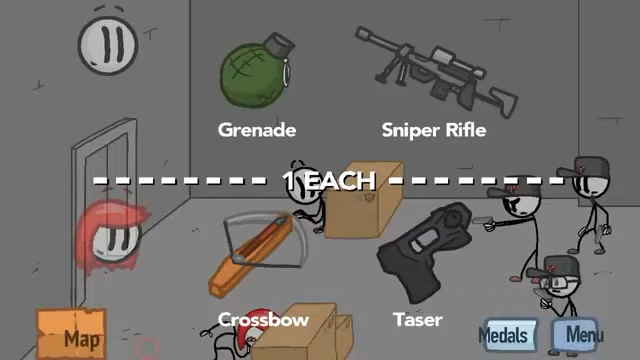 Grenade
Sniper Rifle
1 EACH
Crossbow
Taser
Map
Medals
Menu